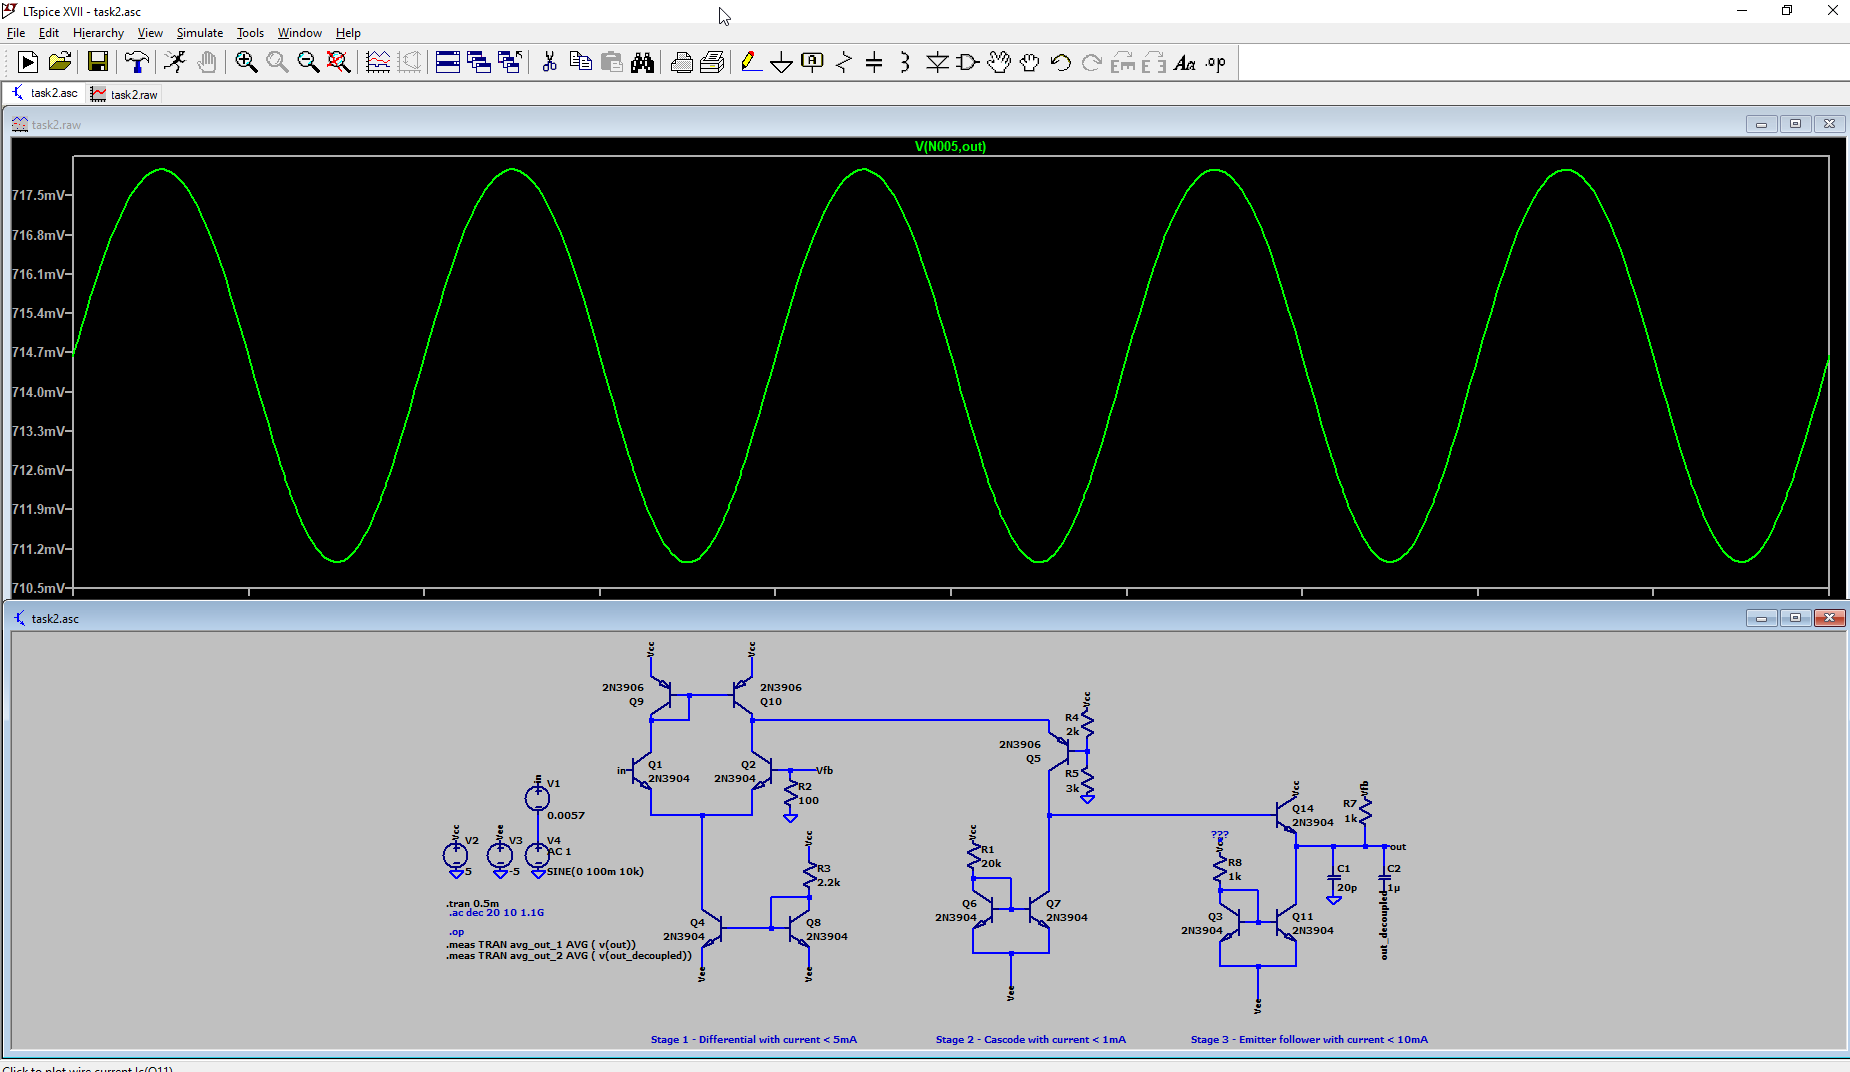 LTspice XVII - task2.asc
File Edit Hierarchy View Simulate Tools Window Help
.op
task2.asc task2.raw
task2.raw
V(N005,out)
717.5mV
716.8mV
716.1mV
715.4mV
714.7mV
714.0mV
713.3mV
712.6mV
711.9mV
711.2mV
710.5mV
task2.asc
Vcc Vcc
2N3906 2N3906
Q9 Q10
Vcc
R4
2k
2N3906
Q5
R5
3k
in Q1 Q2 Vfb
2N3904 2N3904
R2
100
in V1
0.0057
Vcc V2 Vee V3 V4
AC 1
5 -5 SINE(0 100m 10k)
Vcc
R3
2.2k
Vcc
R1
20k
Vcc Vfb
Q14 R7
2N3904 1k
???
Vcc out
R8
1k
C1 C2
20p 1µ
.tran 0.5m
.ac dec 20 10 1.1G
.op
.meas TRAN avg_out_1 AVG ( v(out))
.meas TRAN avg_out_2 AVG ( v(out_decoupled))
Q4 Q8
2N3904 2N3904
Vee Vee
Q6 Q7
2N3904 2N3904
Vee
Q3 Q11
2N3904 2N3904
Vee
out_decoupled
Stage 1 - Differential with current < 5mA Stage 2 - Cascode with current < 1mA Stage 3 - Emitter follower with current < 10mA
Click to plot wire current Ic(Q11)